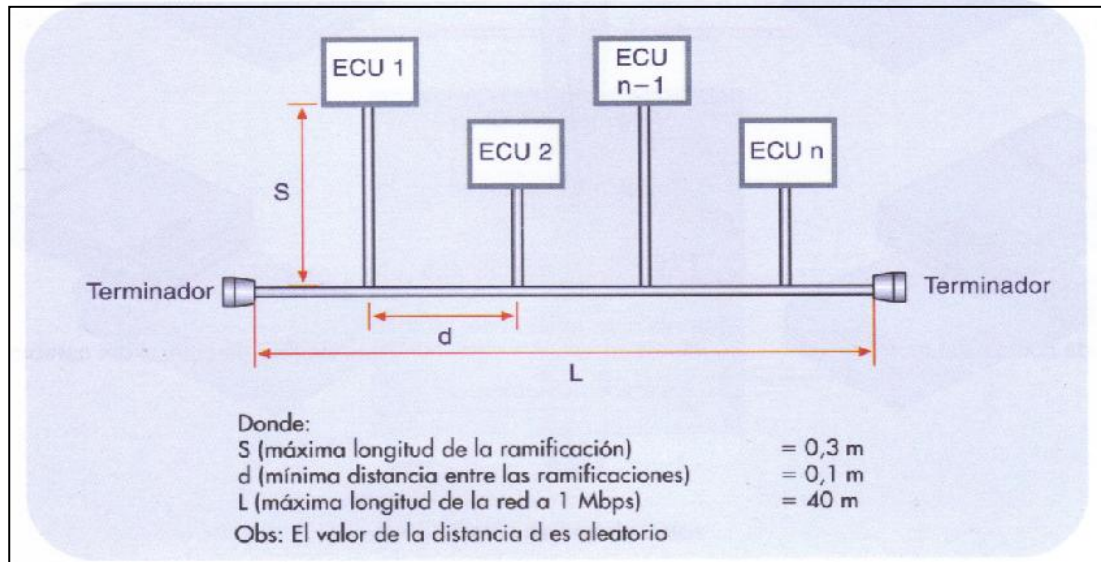 ECU 1
ECU
n-1
ECU 2
ECU n
S
Terminador
Terminador
d
L
Donde:
S (máxima longitud de la ramificación) = 0,3 m
d (mínima distancia entre las ramificaciones) = 0,1 m
L (máxima longitud de la red a 1 Mbps) = 40 m
Obs: El valor de la distancia d es aleatorio